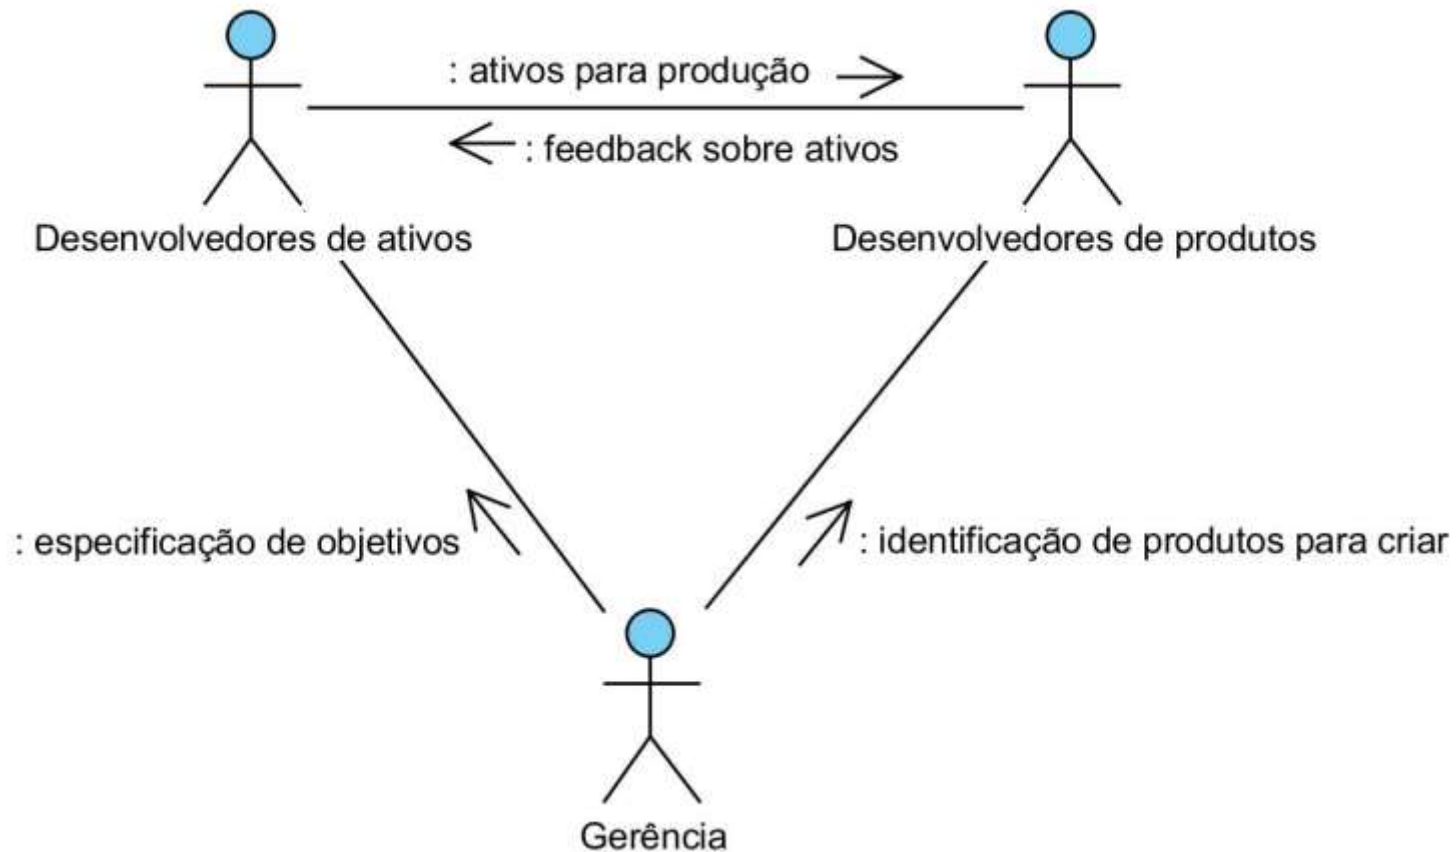 : ativos para produção
: feedback sobre ativos
Desenvolvedores de ativos
Desenvolvedores de produtos
: especificação de objetivos
: identificação de produtos para criar
Gerência